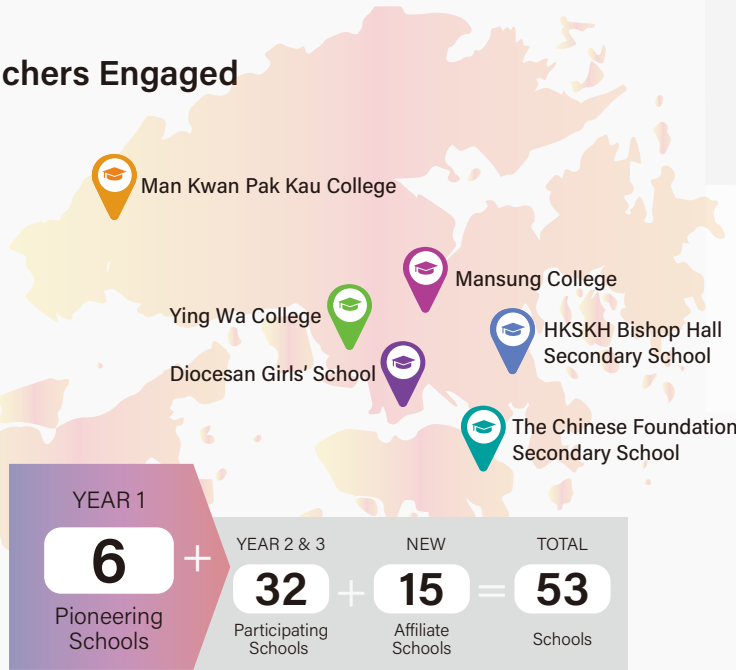 chers Engaged
Man Kwan Pak Kau College
Mansung College
Ying Wa College
HKSKH Bishop Hall
Secondary School
Diocesan Girls' School
The Chinese Foundation
Secondary School
YEAR 1
6
Pioneering
Schools
+
YEAR 2 & 3
32
Participating
Schools
+
NEW
15
Affiliate
Schools
=
TOTAL
53
Schools